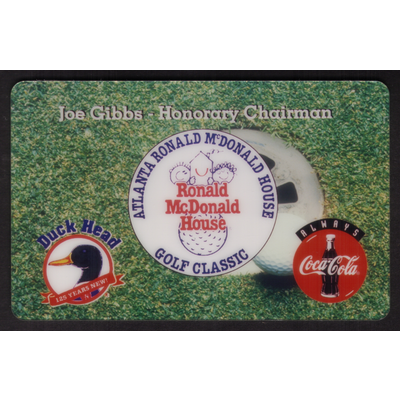 Joe Gibbs - Honorary Chairman
ATLANTA RONALD McDONALD HOUSE
Ronald
McDonald
House
GOLF CLASSIC
Duck Head
125 YEARS NEW!
ALWAYS
Coca-Cola